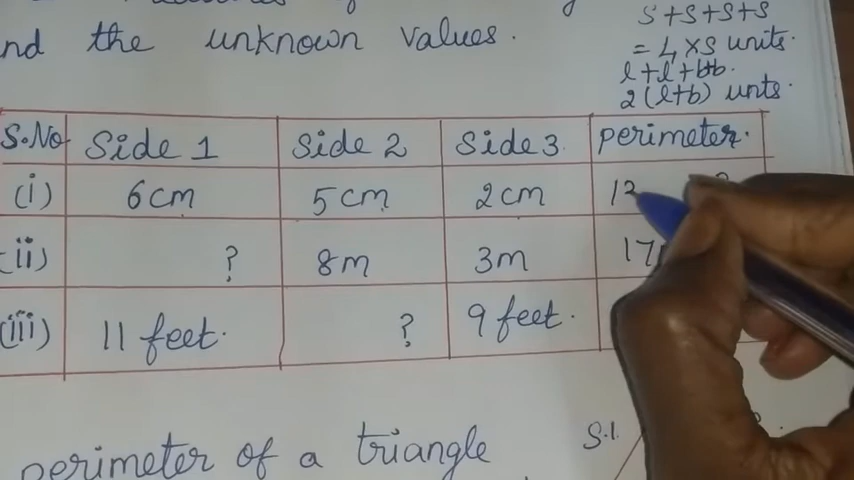 S+S+S+S
nd the unknown values.
= 4 × S units.
l+l+b+b.
2(l+b) unts.
S.No Side 1 Side 2 Side 3 perimeter.
(i) 6cm 5cm 2cm 13 ?
(ii) ? 8m 3m 17
(iii) 11 feet. ? 9 feet.
perimeter of a triangle
S.1.